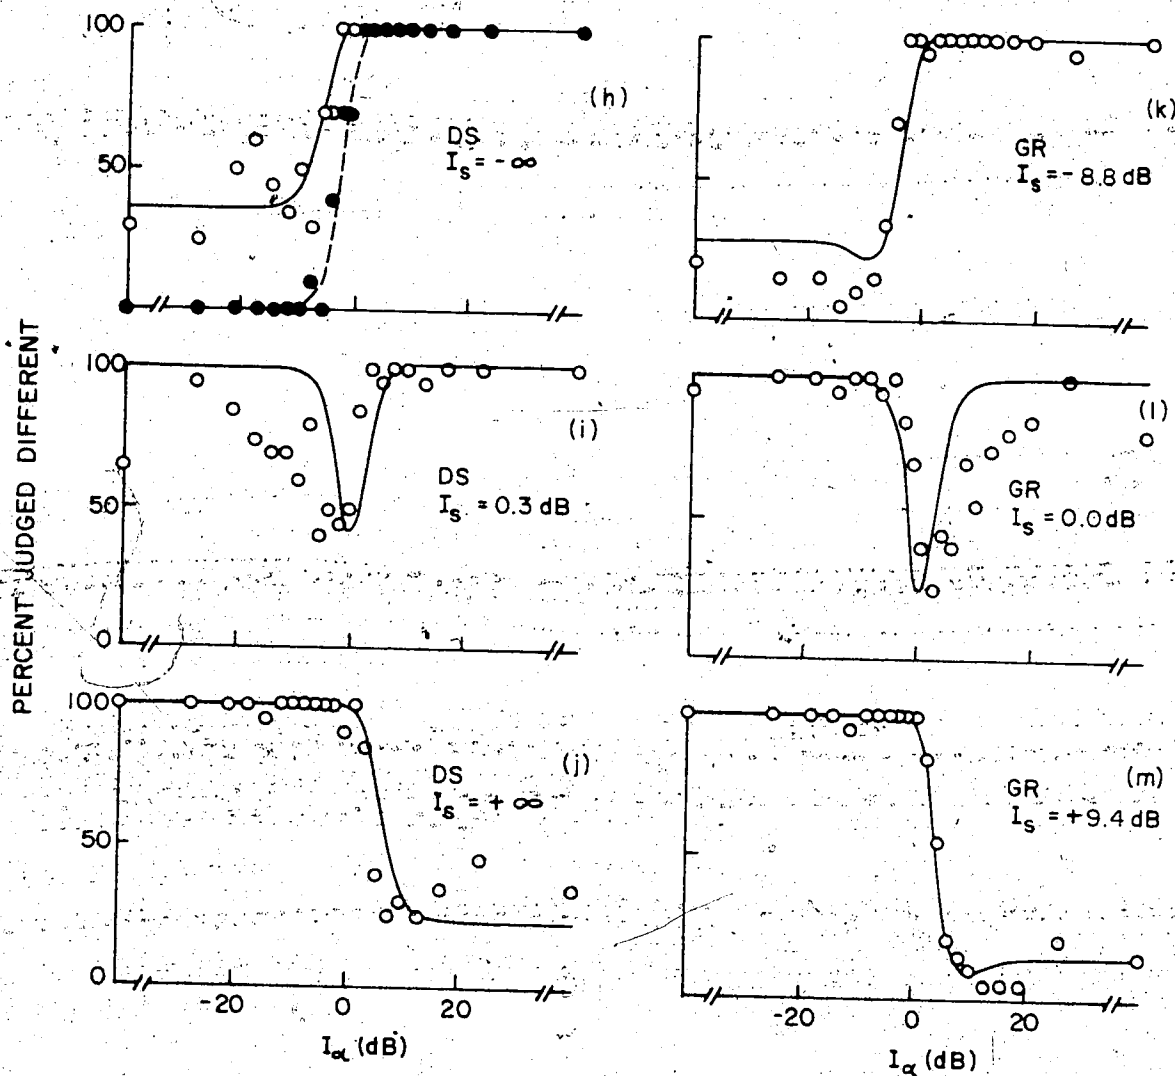 PERCENT JUDGED DIFFERENT
100
50
(h)
DS
I_s = -∞
(k)
GR
I_s = -8.8 dB
100
50
0
(i)
DS
I_s = 0.3 dB
(l)
GR
I_s = 0.0 dB
100
50
0
(j)
DS
I_s = +∞
(m)
GR
I_s = +9.4 dB
-20 0 20
I_α (dB)
-20 0 20
I_α (dB)